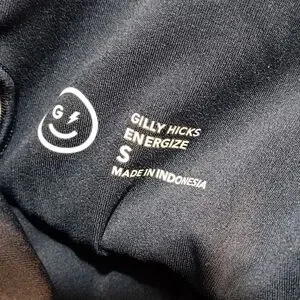 G
GILLY HICKS
ENERGIZE
S
MADE IN INDONESIA